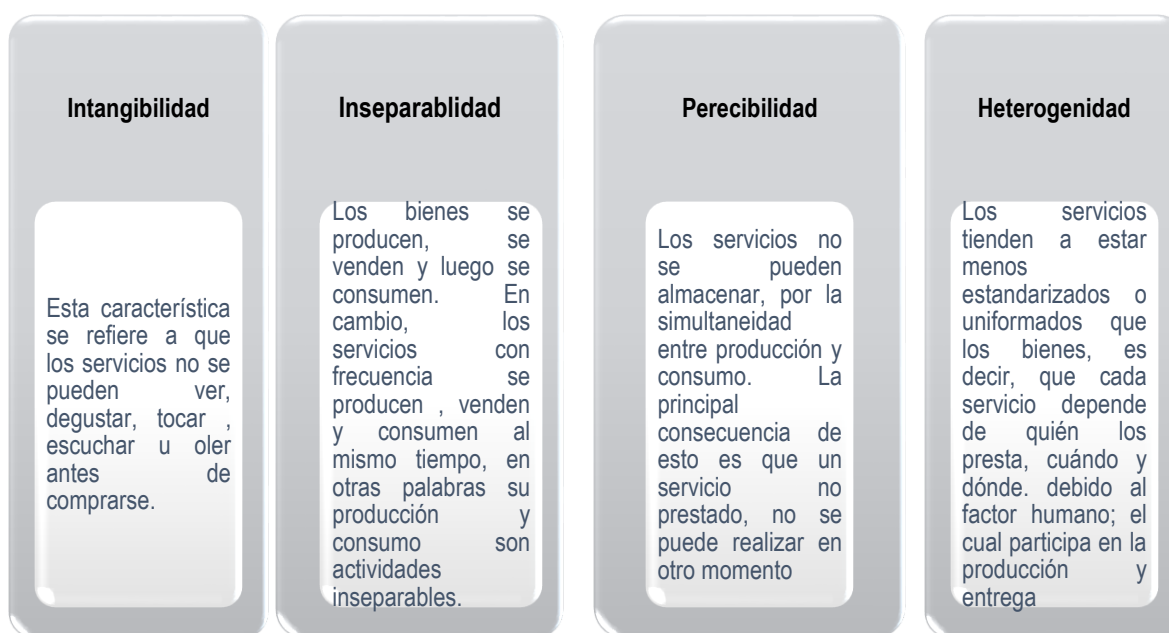 Intangibilidad
Esta característica
se refiere a que
los servicios no se
pueden ver,
degustar, tocar ,
escuchar u oler
antes de
comprarse.
Inseparablidad
Los bienes se
producen, se
venden y luego se
consumen. En
cambio, los
servicios con
frecuencia se
producen , venden
y consumen al
mismo tiempo, en
otras palabras su
producción y
consumo son
actividades
inseparables.
Perecibilidad
Los servicios no
se pueden
almacenar, por la
simultaneidad
entre producción y
consumo. La
principal
consecuencia de
esto es que un
servicio no
prestado, no se
puede realizar en
otro momento
Heterogenidad
Los servicios
tienden a estar
menos
estandarizados o
uniformados que
los bienes, es
decir, que cada
servicio depende
de quién los
presta, cuándo y
dónde. debido al
factor humano; el
cual participa en la
producción y
entrega